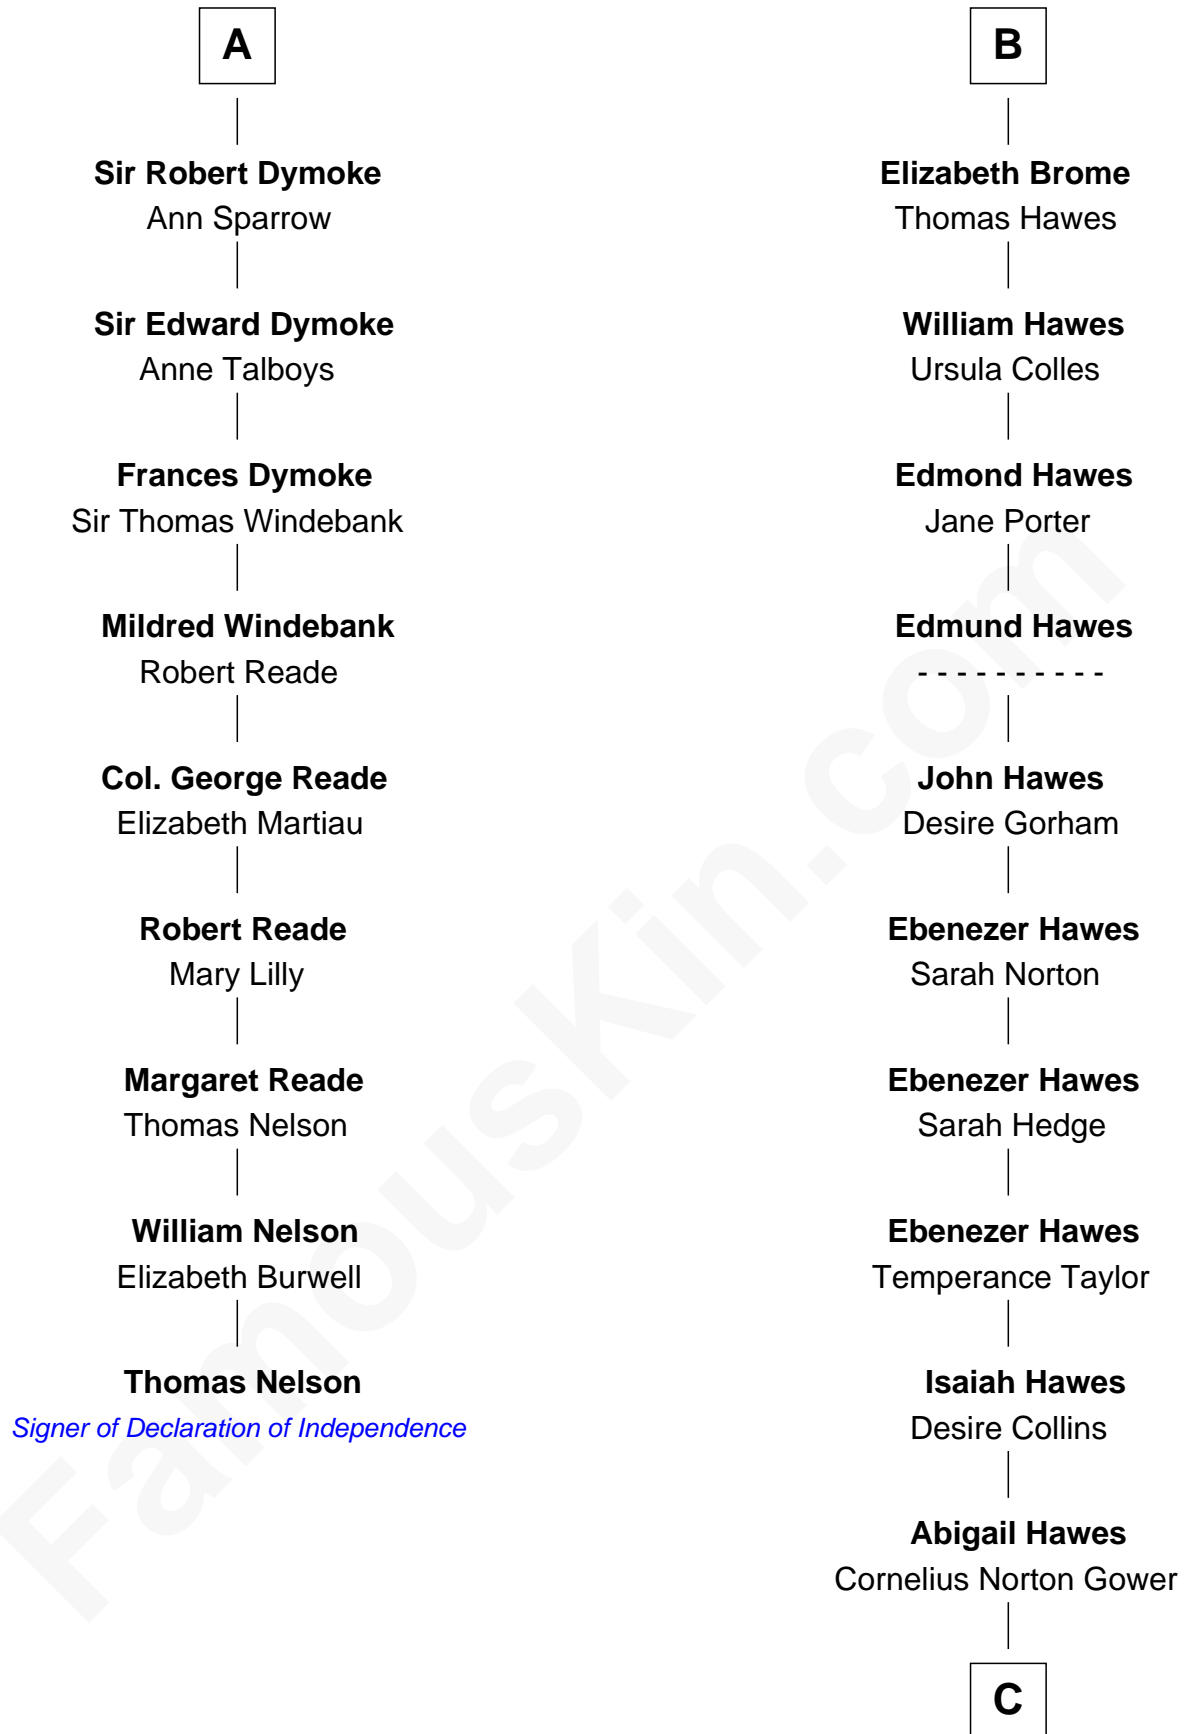 A
Sir Robert Dymoke
Ann Sparrow
Sir Edward Dymoke
Anne Talboys
Frances Dymoke
Sir Thomas Windebank
Mildred Windebank
Robert Reade
Col. George Reade
Elizabeth Martiau
Robert Reade
Mary Lilly
Margaret Reade
Thomas Nelson
William Nelson
Elizabeth Burwell
Thomas Nelson
Signer of Declaration of Independence
B
Elizabeth Brome
Thomas Hawes
William Hawes
Ursula Colles
Edmond Hawes
Jane Porter
Edmund Hawes
- - - - - - - - - -
John Hawes
Desire Gorham
Ebenezer Hawes
Sarah Norton
Ebenezer Hawes
Sarah Hedge
Ebenezer Hawes
Temperance Taylor
Isaiah Hawes
Desire Collins
Abigail Hawes
Cornelius Norton Gower
C
FamousKin.com